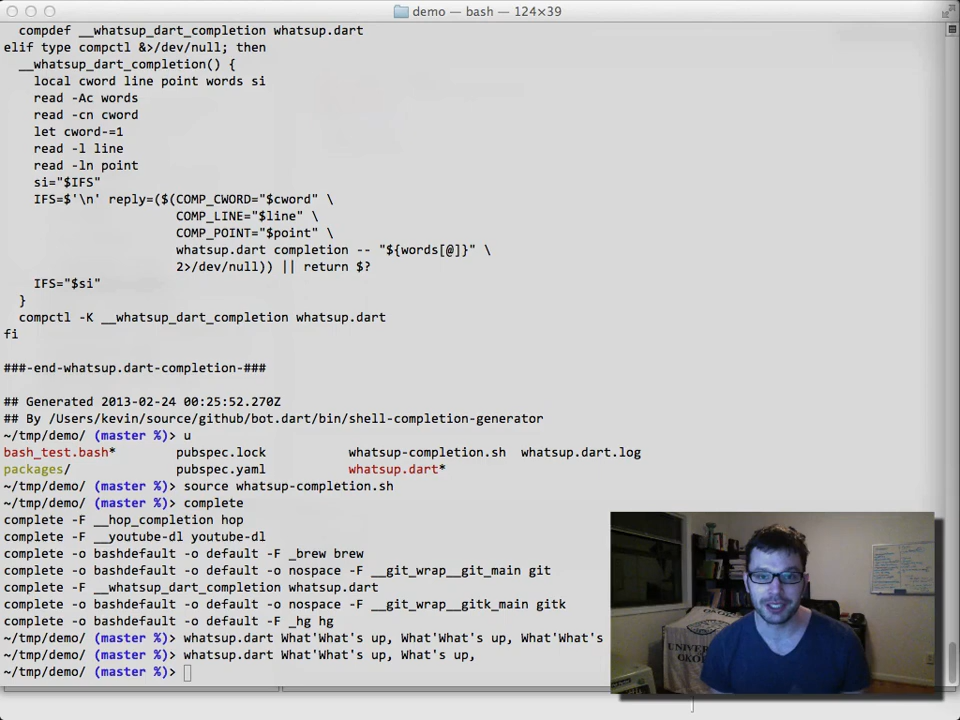 demo — bash — 124×39
compdef __whatsup_dart_completion whatsup.dart
elif type compctl &>/dev/null; then
__whatsup_dart_completion() {
local cword line point words si
read -Ac words
read -cn cword
let cword-=1
read -l line
read -ln point
si="$IFS"
IFS=$'\n' reply=($(COMP_CWORD="$cword" \
COMP_LINE="$line" \
COMP_POINT="$point" \
whatsup.dart completion -- "${words[@]}" \
2>/dev/null)) || return $?
IFS="$si"
}
compctl -K __whatsup_dart_completion whatsup.dart
fi
###-end-whatsup.dart-completion-###
## Generated 2013-02-24 00:25:52.270Z
## By /Users/kevin/source/github/bot.dart/bin/shell-completion-generator
~/tmp/demo/ (master %)> u
bash_test.bash* pubspec.lock whatsup-completion.sh whatsup.dart.log
packages/ pubspec.yaml whatsup.dart*
~/tmp/demo/ (master %)> source whatsup-completion.sh
~/tmp/demo/ (master %)> complete
complete -F __hop_completion hop
complete -F __youtube-dl youtube-dl
complete -o bashdefault -o default -F _brew brew
complete -o bashdefault -o default -o nospace -F __git_wrap__git_main git
complete -F __whatsup_dart_completion whatsup.dart
complete -o bashdefault -o default -o nospace -F __git_wrap__gitk_main gitk
complete -o bashdefault -o default -F _hg hg
~/tmp/demo/ (master %)> whatsup.dart What'What's up, What'What's up, What'What's
~/tmp/demo/ (master %)> whatsup.dart What'What's up, What's up,
~/tmp/demo/ (master %)>